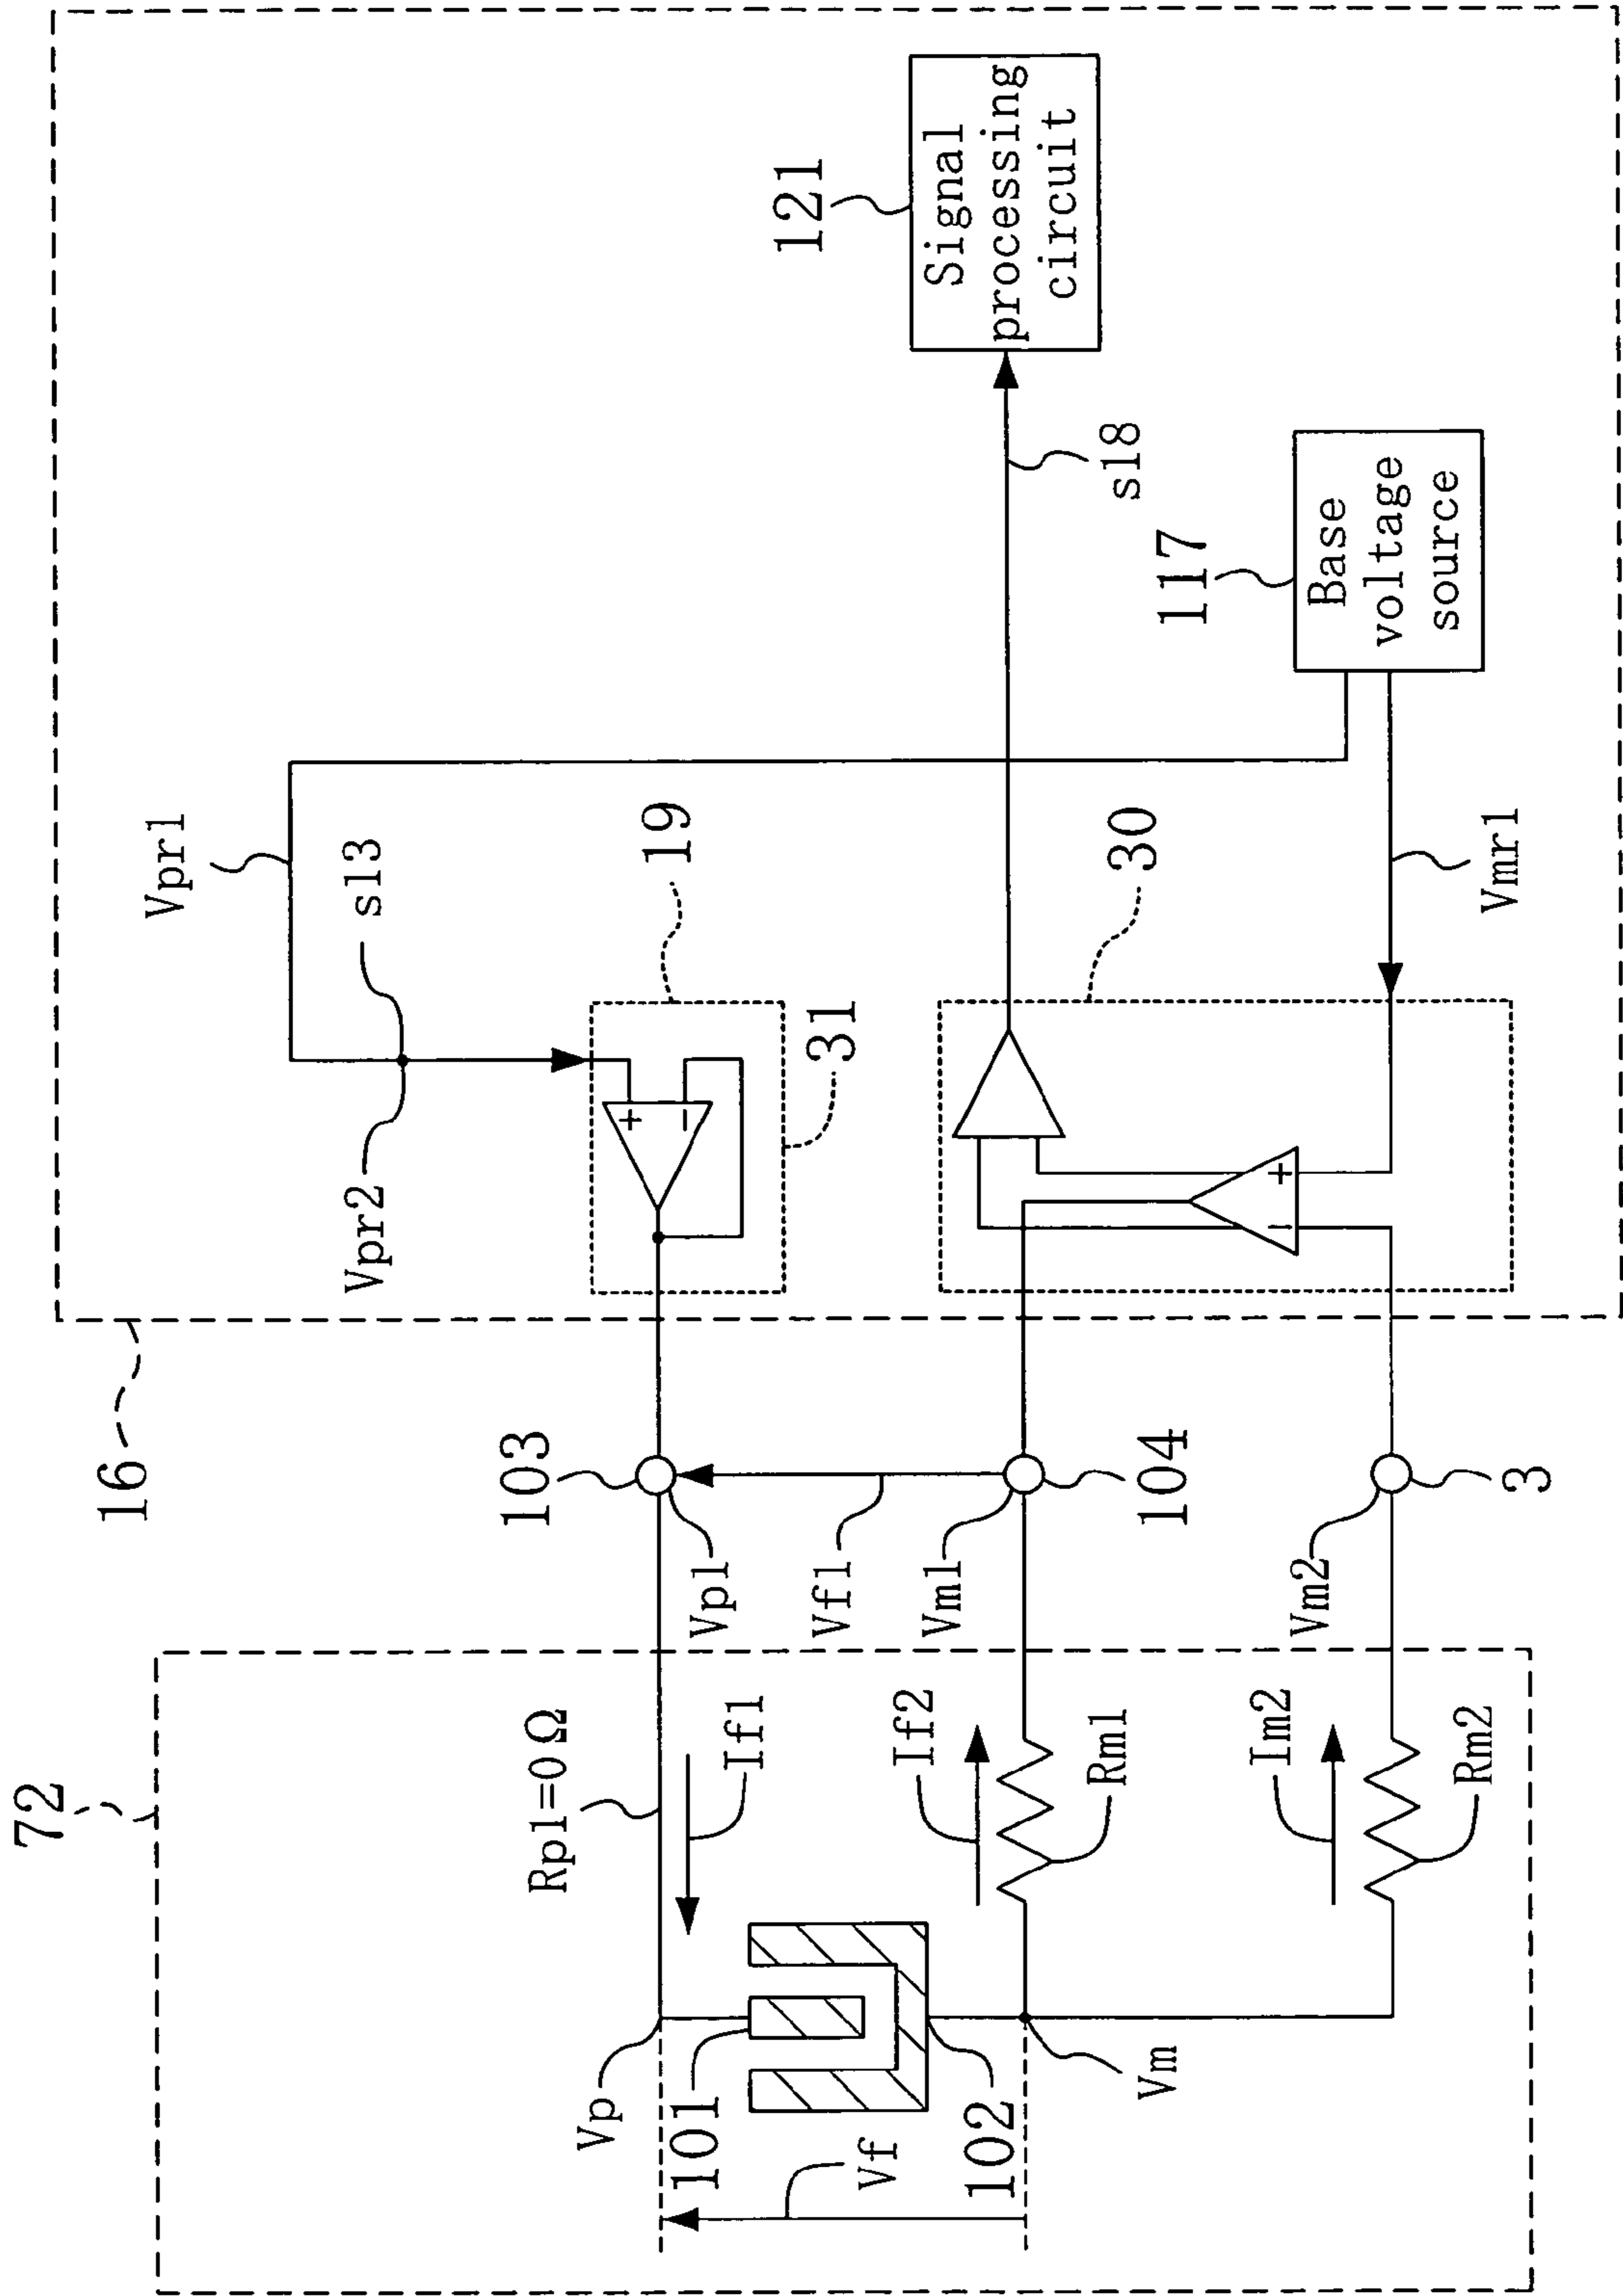 72
16
Vpr1
Vpr2
s13
19
31
103
Vp1
Rp1=0Ω
If1
Vp
101
Vf
102
Vm
Vf1
Vm1
104
If2
Rm1
Im2
Rm2
Vm2
3
+
−
30
+
−
Vmr1
s18
121
Signal
processing
circuit
117
Base
voltage
source